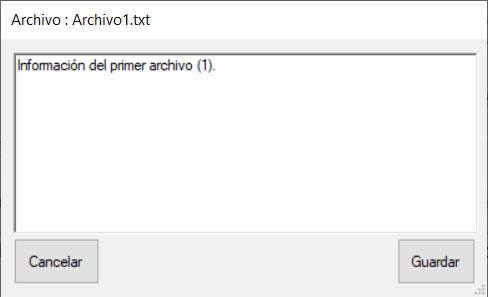 Archivo : Archivo1.txt
Información del primer archivo (1).
Cancelar
Guardar